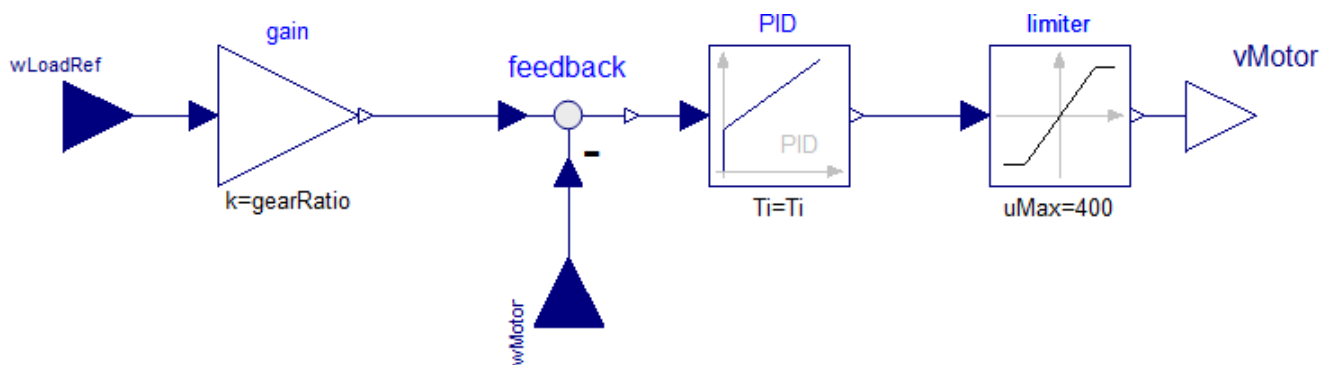 wLoadRef
gain
k=gearRatio
feedback
-
wMotor
PID
PID
Ti=Ti
limiter
uMax=400
vMotor